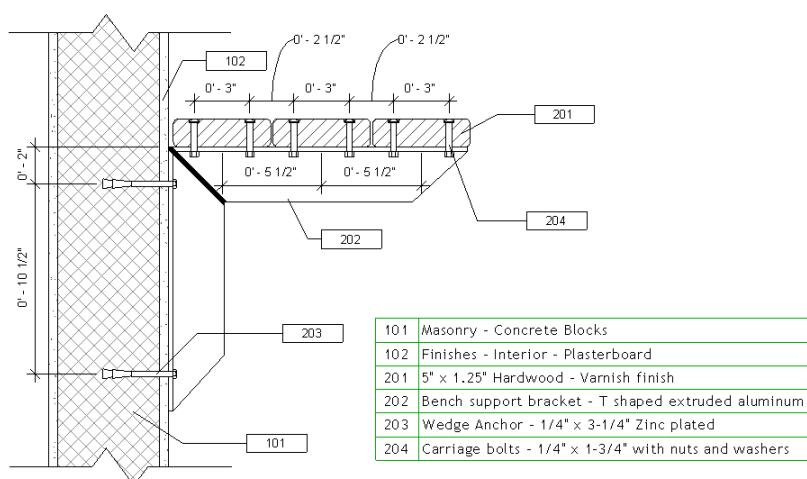 0' - 2 1/2"
0' - 2 1/2"
102
0' - 3"
0' - 3"
0' - 3"
201
0' - 2"
0' - 5 1/2"
0' - 5 1/2"
204
202
0' - 10 1/2"
203
101
101 Masonry - Concrete Blocks
102 Finishes - Interior - Plasterboard
201 5" x 1.25" Hardwood - Varnish finish
202 Bench support bracket - T shaped extruded aluminum
203 Wedge Anchor - 1/4" x 3-1/4" Zinc plated
204 Carriage bolts - 1/4" x 1-3/4" with nuts and washers